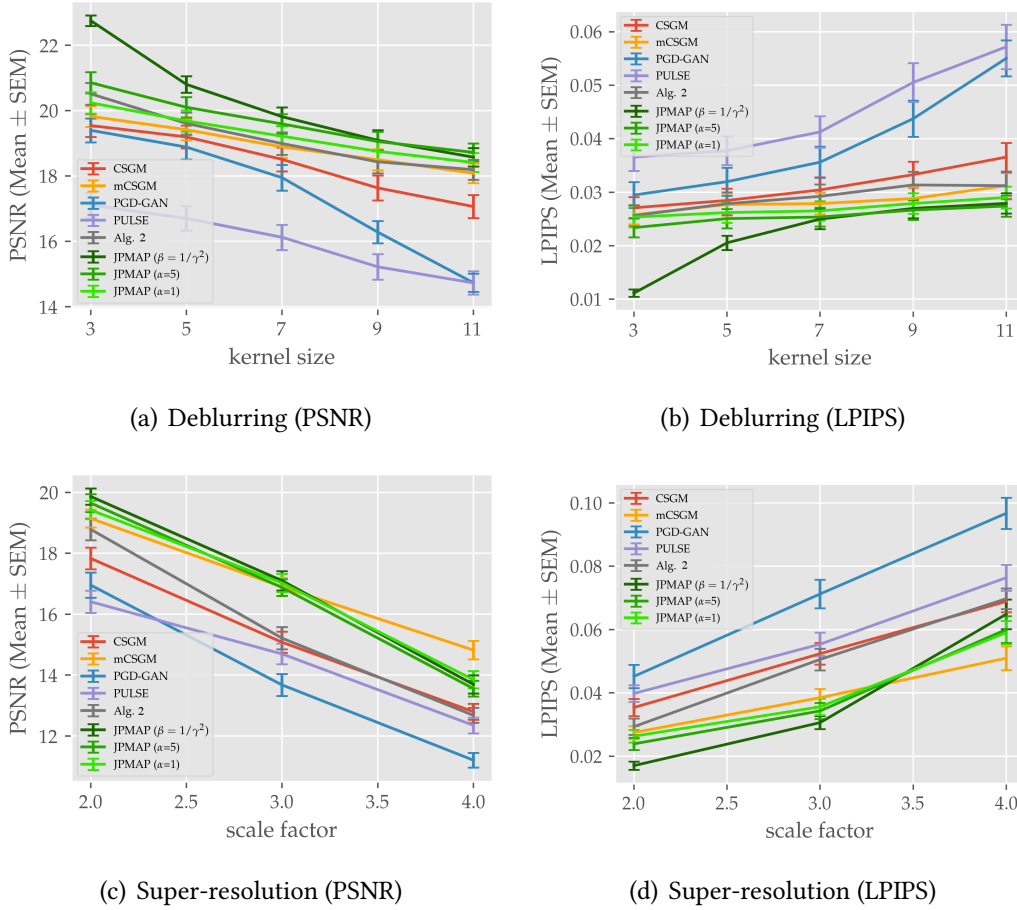 PSNR (Mean ± SEM)
22
20
18
16
14
CSGM
mCSGM
PGD-GAN
PULSE
Alg. 2
JPMAP (β = 1/γ²)
JPMAP (α=5)
JPMAP (α=1)
3 5 7 9 11
kernel size
(a) Deblurring (PSNR)
LPIPS (Mean ± SEM)
0.06
0.05
0.04
0.03
0.02
0.01
CSGM
mCSGM
PGD-GAN
PULSE
Alg. 2
JPMAP (β = 1/γ²)
JPMAP (α=5)
JPMAP (α=1)
3 5 7 9 11
kernel size
(b) Deblurring (LPIPS)
PSNR (Mean ± SEM)
20
18
16
14
12
CSGM
mCSGM
PGD-GAN
PULSE
Alg. 2
JPMAP (β = 1/γ²)
JPMAP (α=5)
JPMAP (α=1)
2.0 2.5 3.0 3.5 4.0
scale factor
(c) Super-resolution (PSNR)
LPIPS (Mean ± SEM)
0.10
0.08
0.06
0.04
0.02
CSGM
mCSGM
PGD-GAN
PULSE
Alg. 2
JPMAP (β = 1/γ²)
JPMAP (α=5)
JPMAP (α=1)
2.0 2.5 3.0 3.5 4.0
scale factor
(d) Super-resolution (LPIPS)